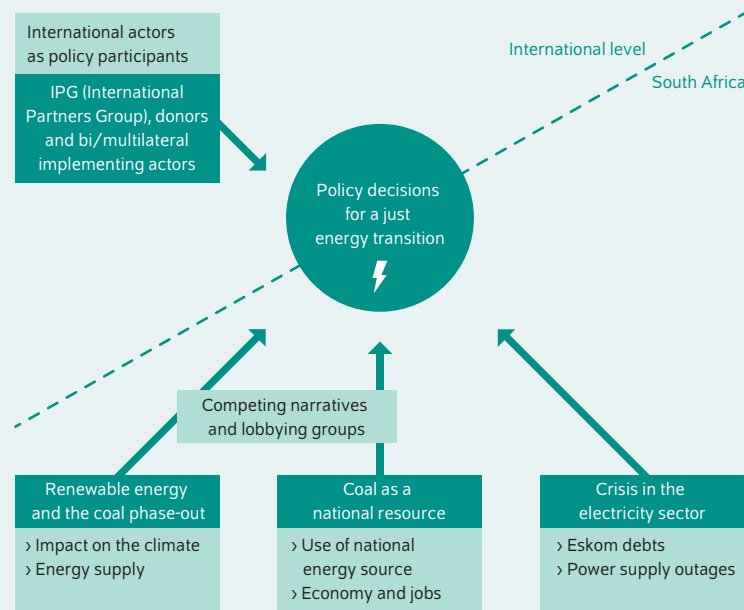 International actors
as policy participants
IPG (International
Partners Group), donors
and bi/multilateral
implementing actors
International level
South Africa
Policy decisions
for a just
energy transition
Competing narratives
and lobbying groups
Renewable energy
and the coal phase-out
› Impact on the climate
› Energy supply
Coal as a
national resource
› Use of national
energy source
› Economy and jobs
Crisis in the
electricity sector
› Eskom debts
› Power supply outages